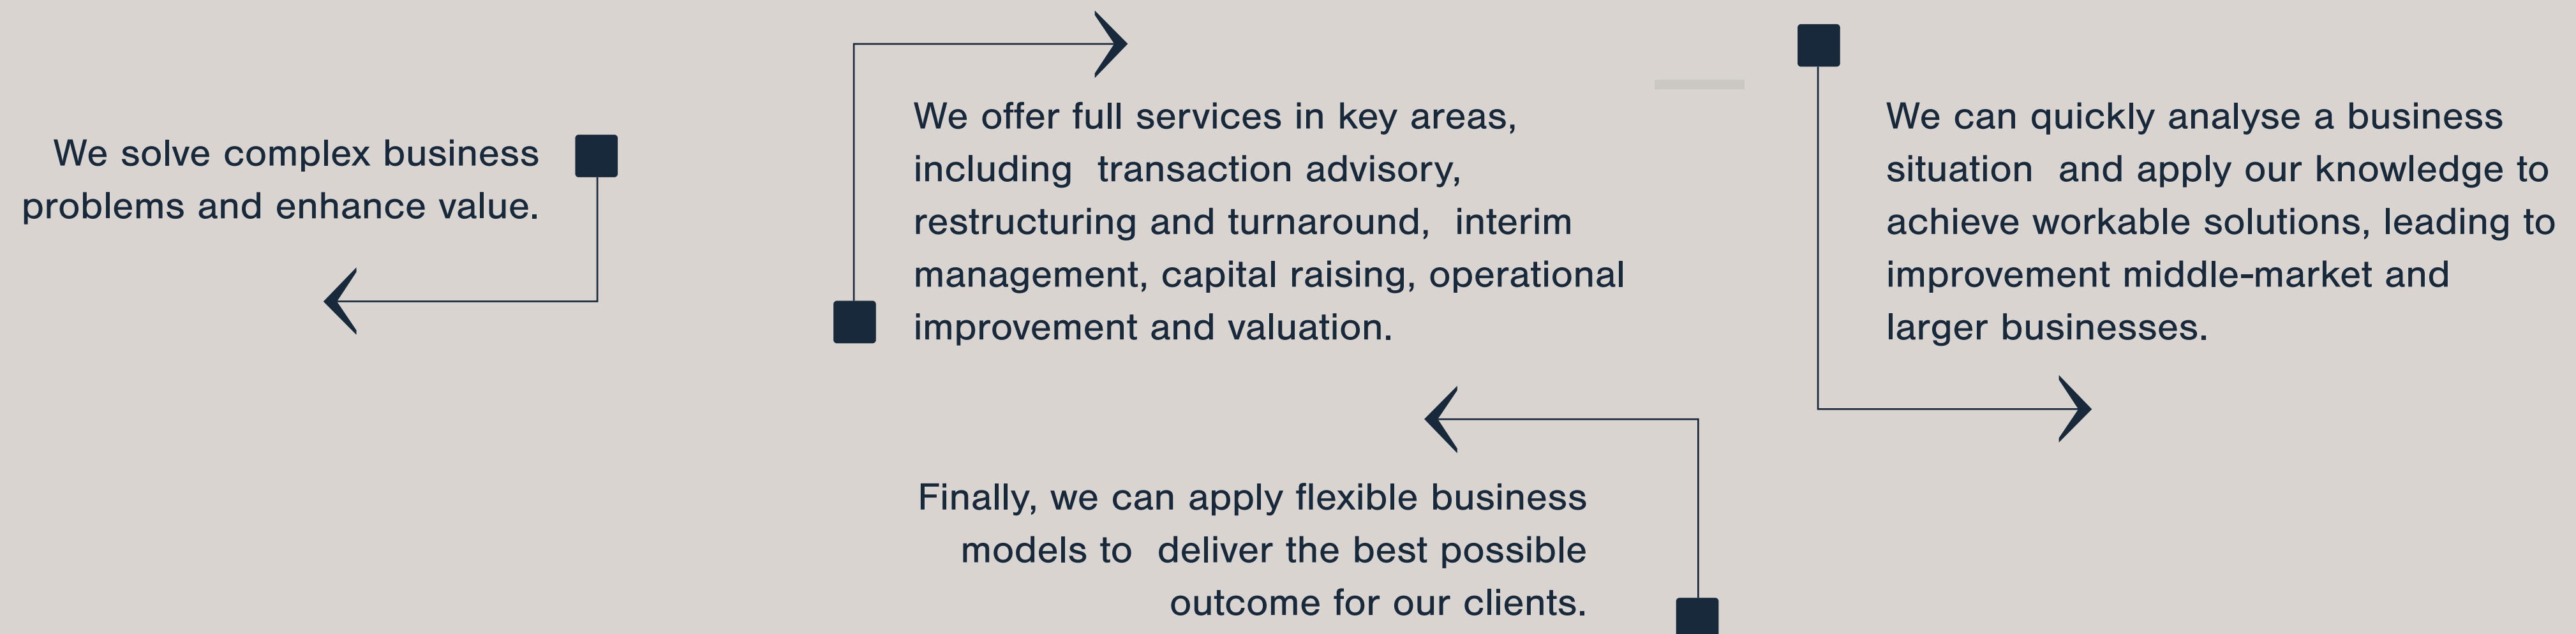 We solve complex business
problems and enhance value.
We offer full services in key areas,
including  transaction advisory,
restructuring and turnaround,  interim
management, capital raising, operational
improvement and valuation.
We can quickly analyse a business
situation  and apply our knowledge to
achieve workable solutions, leading to
improvement middle-market and
larger businesses.
Finally, we can apply flexible business
models to  deliver the best possible
outcome for our clients.